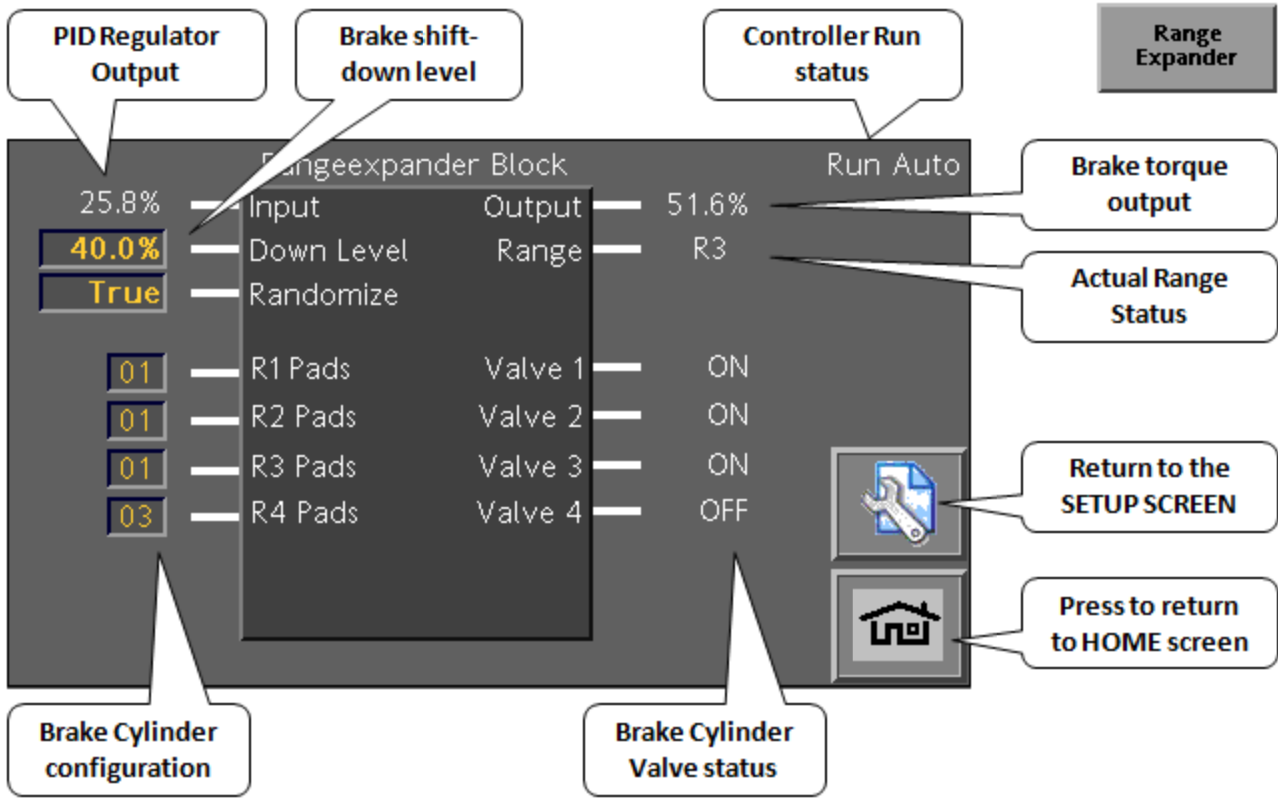 PID Regulator
Output
Brake shift-
down level
Controller Run
status
Range
Expander
Rangeexpander Block
Run Auto
25.8%
Input
Output
51.6%
40.0%
Down Level
Range
R3
True
Randomize
01
R1 Pads
Valve 1
ON
01
R2 Pads
Valve 2
ON
01
R3 Pads
Valve 3
ON
03
R4 Pads
Valve 4
OFF
Brake torque
output
Actual Range
Status
Return to the
SETUP SCREEN
Press to return
to HOME screen
Brake Cylinder
configuration
Brake Cylinder
Valve status